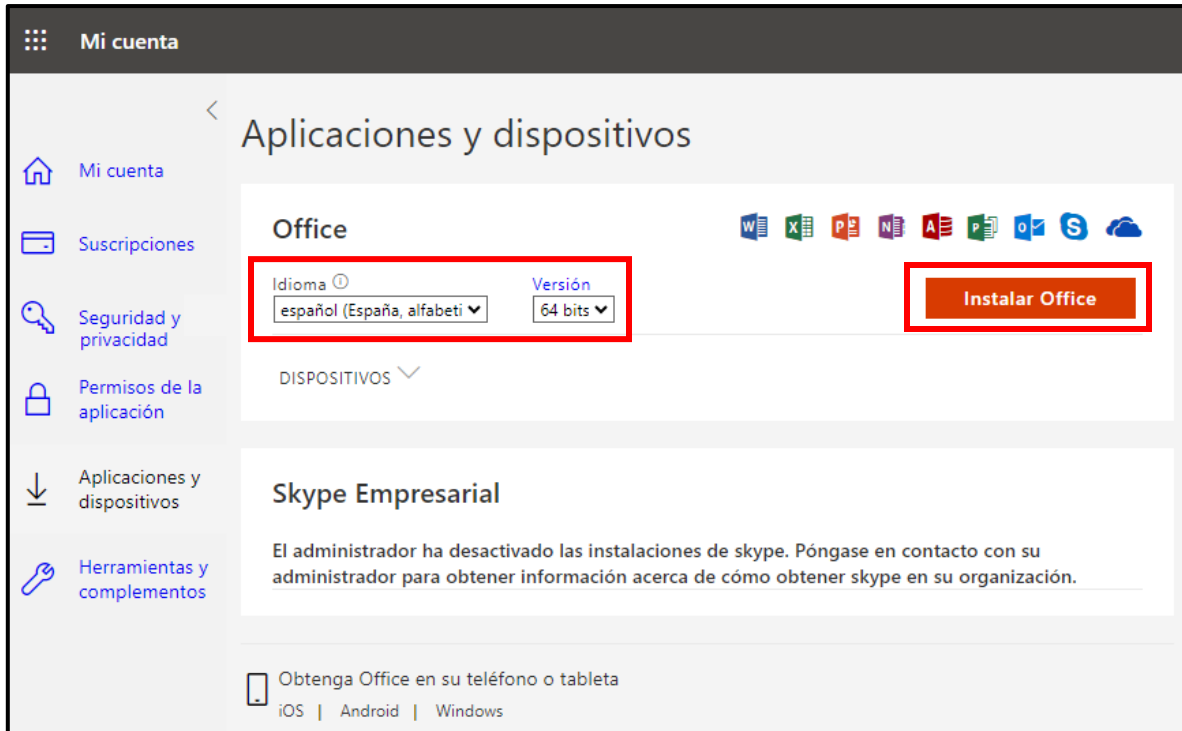 Mi cuenta
Mi cuenta
Suscripciones
Seguridad y
privacidad
Permisos de la
aplicación
Aplicaciones y
dispositivos
Herramientas y
complementos
Aplicaciones y dispositivos
Office
Idioma
Versión
español (España, alfabeti
64 bits
Instalar Office
DISPOSITIVOS
Skype Empresarial
El administrador ha desactivado las instalaciones de skype. Póngase en contacto con su
administrador para obtener información acerca de cómo obtener skype en su organización.
Obtenga Office en su teléfono o tableta
iOS | Android | Windows